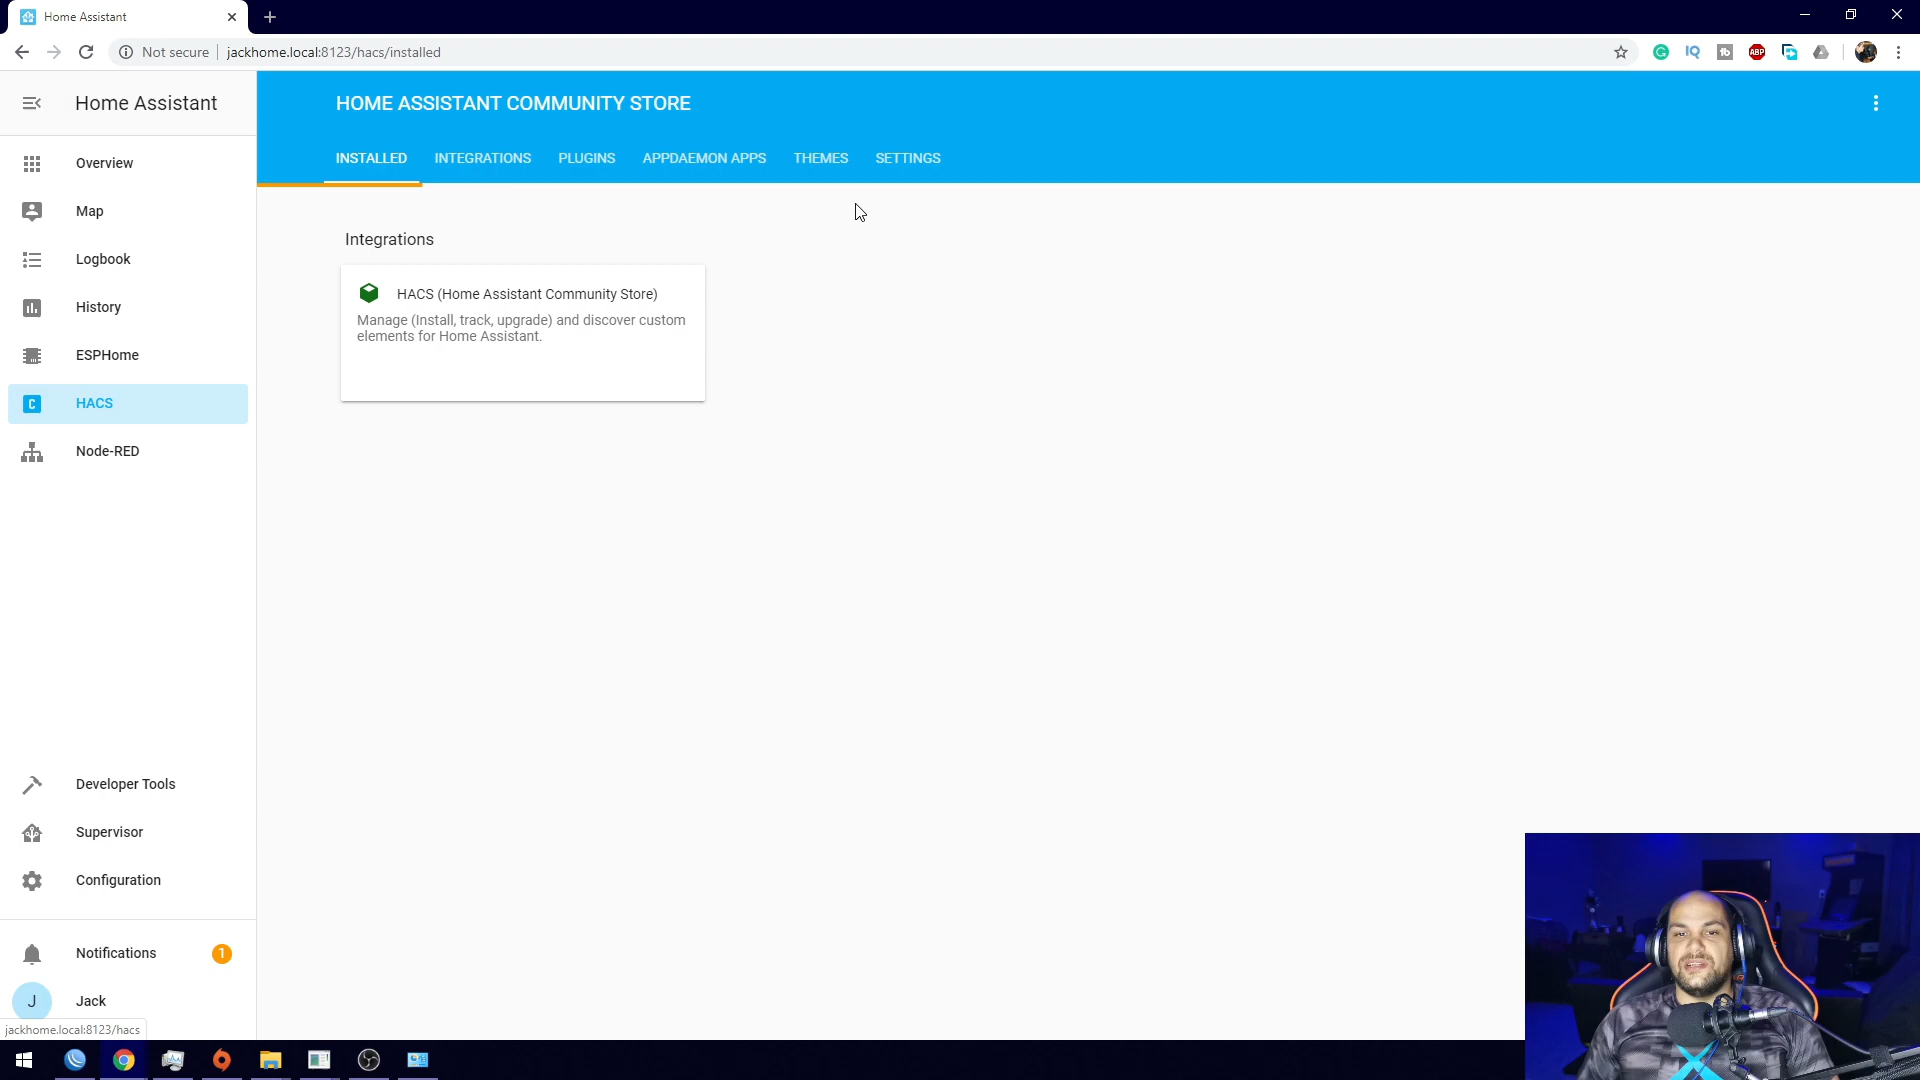 Home Assistant
Not secure
jackhome.local:8123/hacs/installed
IQ
tb
ABP
Home Assistant
HOME ASSISTANT COMMUNITY STORE
INSTALLED
INTEGRATIONS
PLUGINS
APPDAEMON APPS
THEMES
SETTINGS
Overview
Map
Logbook
History
ESPHome
C
HACS
Node-RED
Integrations
HACS (Home Assistant Community Store)
Manage (Install, track, upgrade) and discover custom
elements for Home Assistant.
Developer Tools
Supervisor
Configuration
Notifications
1
J
Jack
jackhome.local:8123/hacs